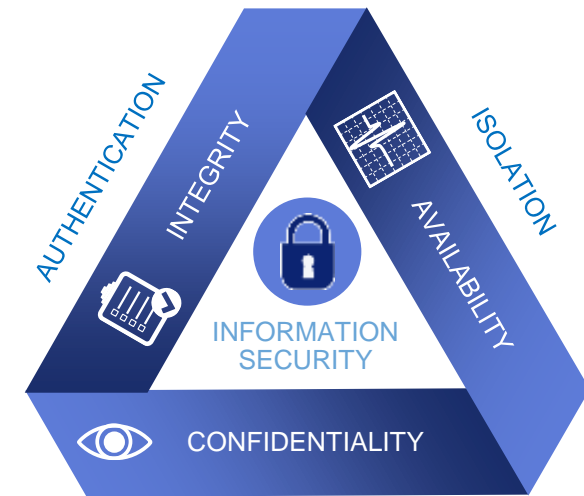 AUTHENTICATION
INTEGRITY
ISOLATION
AVAILABILITY
INFORMATION
SECURITY
CONFIDENTIALITY